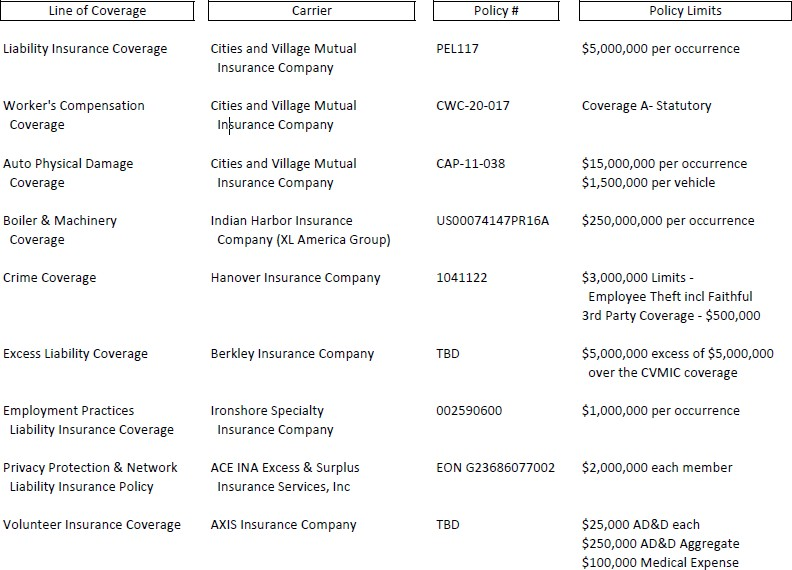 Line of Coverage Carrier Policy # Policy Limits
Liability Insurance Coverage Cities and Village Mutual PEL117 $5,000,000 per occurrence
Insurance Company
Worker's Compensation Cities and Village Mutual CWC-20-017 Coverage A- Statutory
Coverage Insurance Company
Auto Physical Damage Cities and Village Mutual CAP-11-038 $15,000,000 per occurrence
Coverage Insurance Company $1,500,000 per vehicle
Boiler & Machinery Indian Harbor Insurance US00074147PR16A $250,000,000 per occurrence
Coverage Company (XL America Group)
Crime Coverage Hanover Insurance Company 1041122 $3,000,000 Limits -
Employee Theft incl Faithful
3rd Party Coverage - $500,000
Excess Liability Coverage Berkley Insurance Company TBD $5,000,000 excess of $5,000,000
over the CVMIC coverage
Employment Practices Ironshore Specialty 002590600 $1,000,000 per occurrence
Liability Insurance Coverage Insurance Company
Privacy Protection & Network ACE INA Excess & Surplus EON G23686077002 $2,000,000 each member
Liability Insurance Policy Insurance Services, Inc
Volunteer Insurance Coverage AXIS Insurance Company TBD $25,000 AD&D each
$250,000 AD&D Aggregate
$100,000 Medical Expense